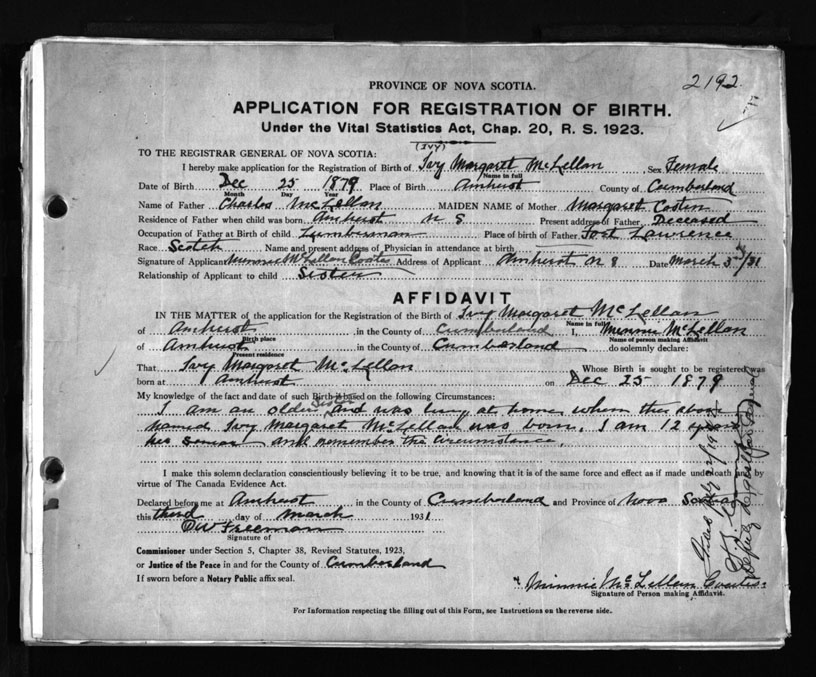 2192
PROVINCE OF NOVA SCOTIA.
APPLICATION FOR REGISTRATION OF BIRTH.
Under the Vital Statistics Act, Chap. 20, R. S. 1923.
TO THE REGISTRAR GENERAL OF NOVA SCOTIA: (IVY)
I hereby make application for the Registration of Birth of Ivy Margaret McLellan Sex Female
Name in full
Date of Birth Dec 25 1879 Place of Birth Amherst County of Cumberland
Month Day Year
Name of Father Charles McLellan MAIDEN NAME of Mother Margaret Costin
Residence of Father when child was born Amherst N S Present address of Father Deceased
Occupation of Father at Birth of child Lumberman Place of birth of Father Fort Lawrence
Race Scotch Name and present address of Physician in attendance at birth
Signature of Applicant Minnie McLellan Coates Address of Applicant Amherst N S Date March 3rd/31
Relationship of Applicant to child Sister
AFFIDAVIT
IN THE MATTER of the application for the Registration of the Birth of Ivy Margaret McLellan
Name in full
of Amherst in the County of Cumberland I, Minnie McLellan
Birth place Name of person making Affidavit
of Amherst in the County of Cumberland do solemnly declare:
Present residence
That Ivy Margaret McLellan Whose Birth is sought to be registered was
born at Amherst on Dec 25 1879
My knowledge of the fact and date of such Birth is based on the following Circumstances:
I am an older Sister and was living at home when the above
named Ivy Margaret McLellan was born. I am 12 years
her senior and remember the circumstance.
I make this solemn declaration conscientiously believing it to be true, and knowing that it is of the same force and effect as if made under oath and by
virtue of The Canada Evidence Act.
Declared before me at Amherst in the County of Cumberland and Province of Nova Scotia
this third day of March 1931
D W Freeman
Signature of
Commissioner under Section 5, Chapter 38, Revised Statutes, 1923,
or Justice of the Peace in and for the County of Cumberland
If sworn before a Notary Public affix seal.
Minnie McLellan Coates
Signature of Person making Affidavit.
For Information respecting the filling out of this Form, see Instructions on the reverse side.
Deputy Registrar General